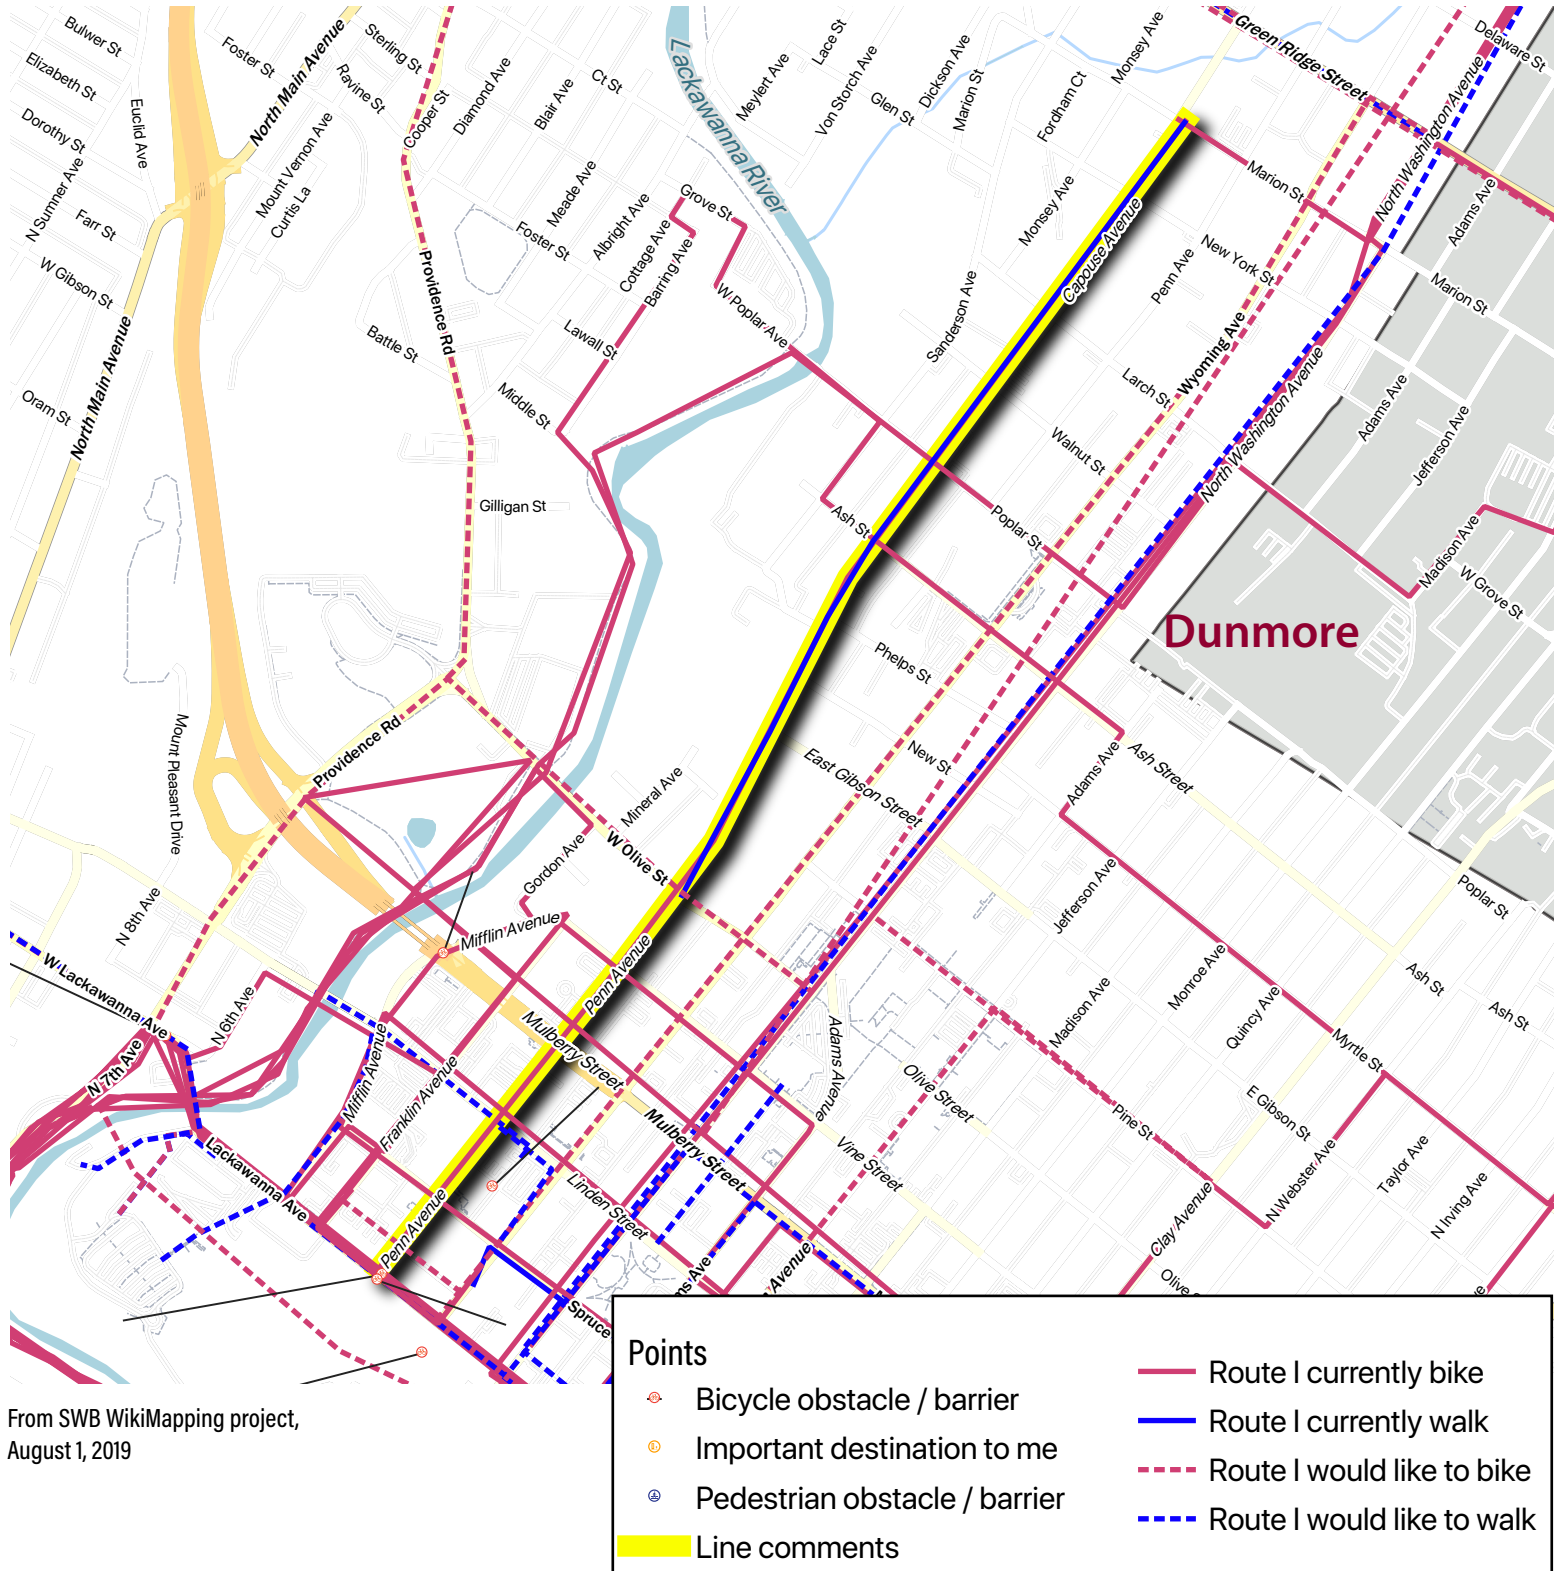 Bulwer St
Elizabeth St
Dorothy St
Euclid Ave
N Sumner Ave
Farr St
W Gibson St
Oram St
North Main Avenue
Foster St
North Main Avenue
Sterling St
Ravine St
Mount Vernon Ave
Curtis La
Cooper St
Diamond Ave
Blair Ave
Ct St
Meade Ave
Foster St
Albright Ave
Cottage Ave
Barring Ave
Grove St
W Poplar Ave
Lawall St
Battle St
Middle St
Providence Rd
Gilligan St
Lackawanna River
Meylert Ave
Lace St
Von Storch Ave
Glen St
Dickson Ave
Marion St
Fordham Ct
Monsey Ave
Monsey Ave
Green Ridge Street
Delaware St
North Washington Avenue
Marion St
North Washington Avenue
Adams Ave
Marion St
Capouse Avenue
Penn Ave
New York St
Sanderson Ave
Wyoming Ave
Larch St
Walnut St
North Washington Avenue
Adams Ave
Jefferson Ave
Madison Ave
W Grove St
Ash St
Poplar St
Dunmore
Phelps St
New St
East Gibson Street
Adams Ave
Ash Street
Jefferson Ave
Poplar St
Mount Pleasant Drive
Providence Rd
Mineral Ave
W Olive St
Gordon Ave
Mifflin Avenue
N 8th Ave
W Lackawanna Ave
N 6th Ave
N 7th Ave
Mifflin Avenue
Franklin Avenue
Penn Avenue
Mulberry Street
Mulberry Street
Adams Avenue
Olive Street
Vine Street
Madison Ave
Monroe Ave
Quincy Ave
Ash St
Ash St
Myrtle St
Pine St
E Gibson St
N Webster Ave
Taylor Ave
N Irving Ave
Clay Avenue
Lackawanna Ave
Penn Avenue
Linden Street
Spruce
ms Ave
Avenue
Olive
ue
From SWB WikiMapping project,
August 1, 2019
Points
Bicycle obstacle / barrier
Important destination to me
Pedestrian obstacle / barrier
Line comments
Route I currently bike
Route I currently walk
Route I would like to bike
Route I would like to walk